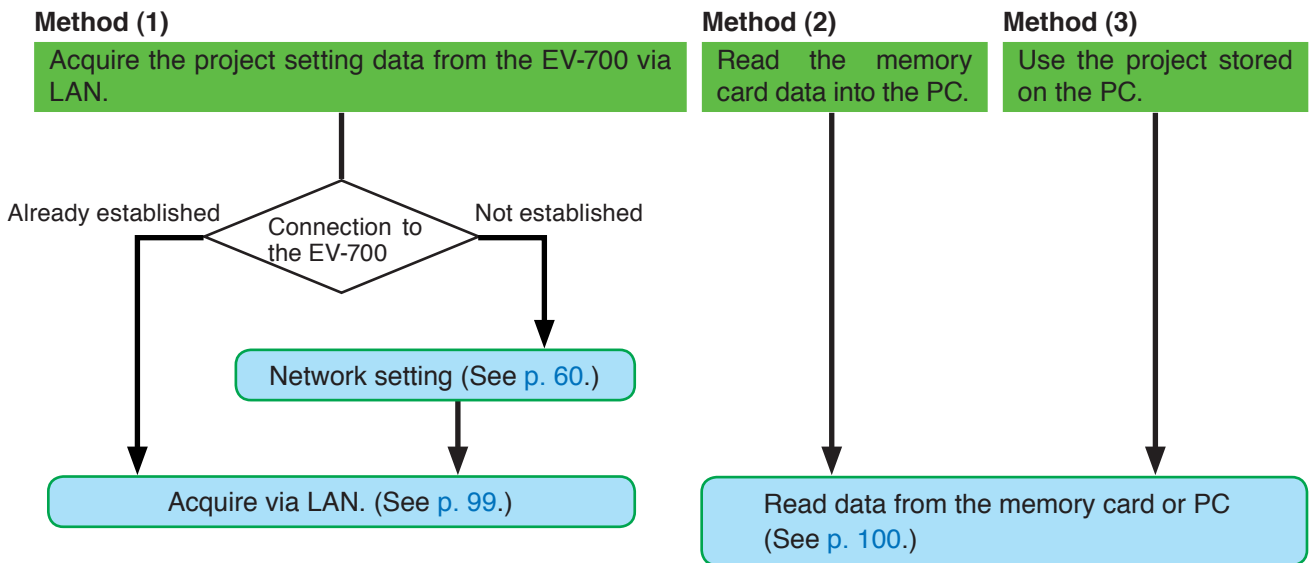 Method (1)
Acquire the project setting data from the EV-700 via
LAN.
Method (2)
Read the memory
card data into the PC.
Method (3)
Use the project stored
on the PC.
Already established
Connection to
the EV-700
Not established
Network setting (See p. 60.)
Acquire via LAN. (See p. 99.)
Read data from the memory card or PC
(See p. 100.)